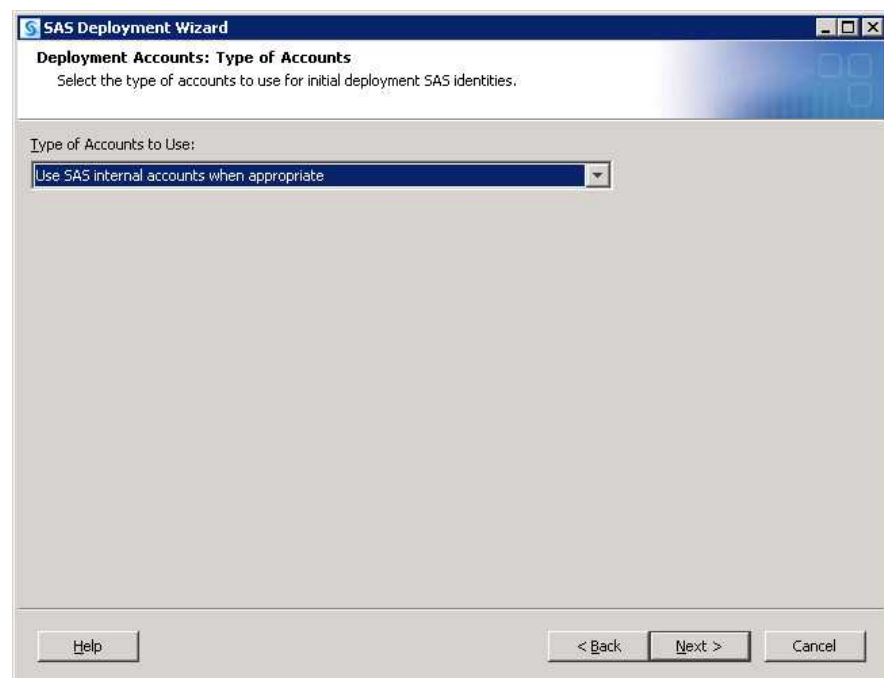 SAS Deployment Wizard
Deployment Accounts: Type of Accounts
Select the type of accounts to use for initial deployment SAS identities.
Type of Accounts to Use:
Use SAS internal accounts when appropriate
Help
< Back
Next >
Cancel